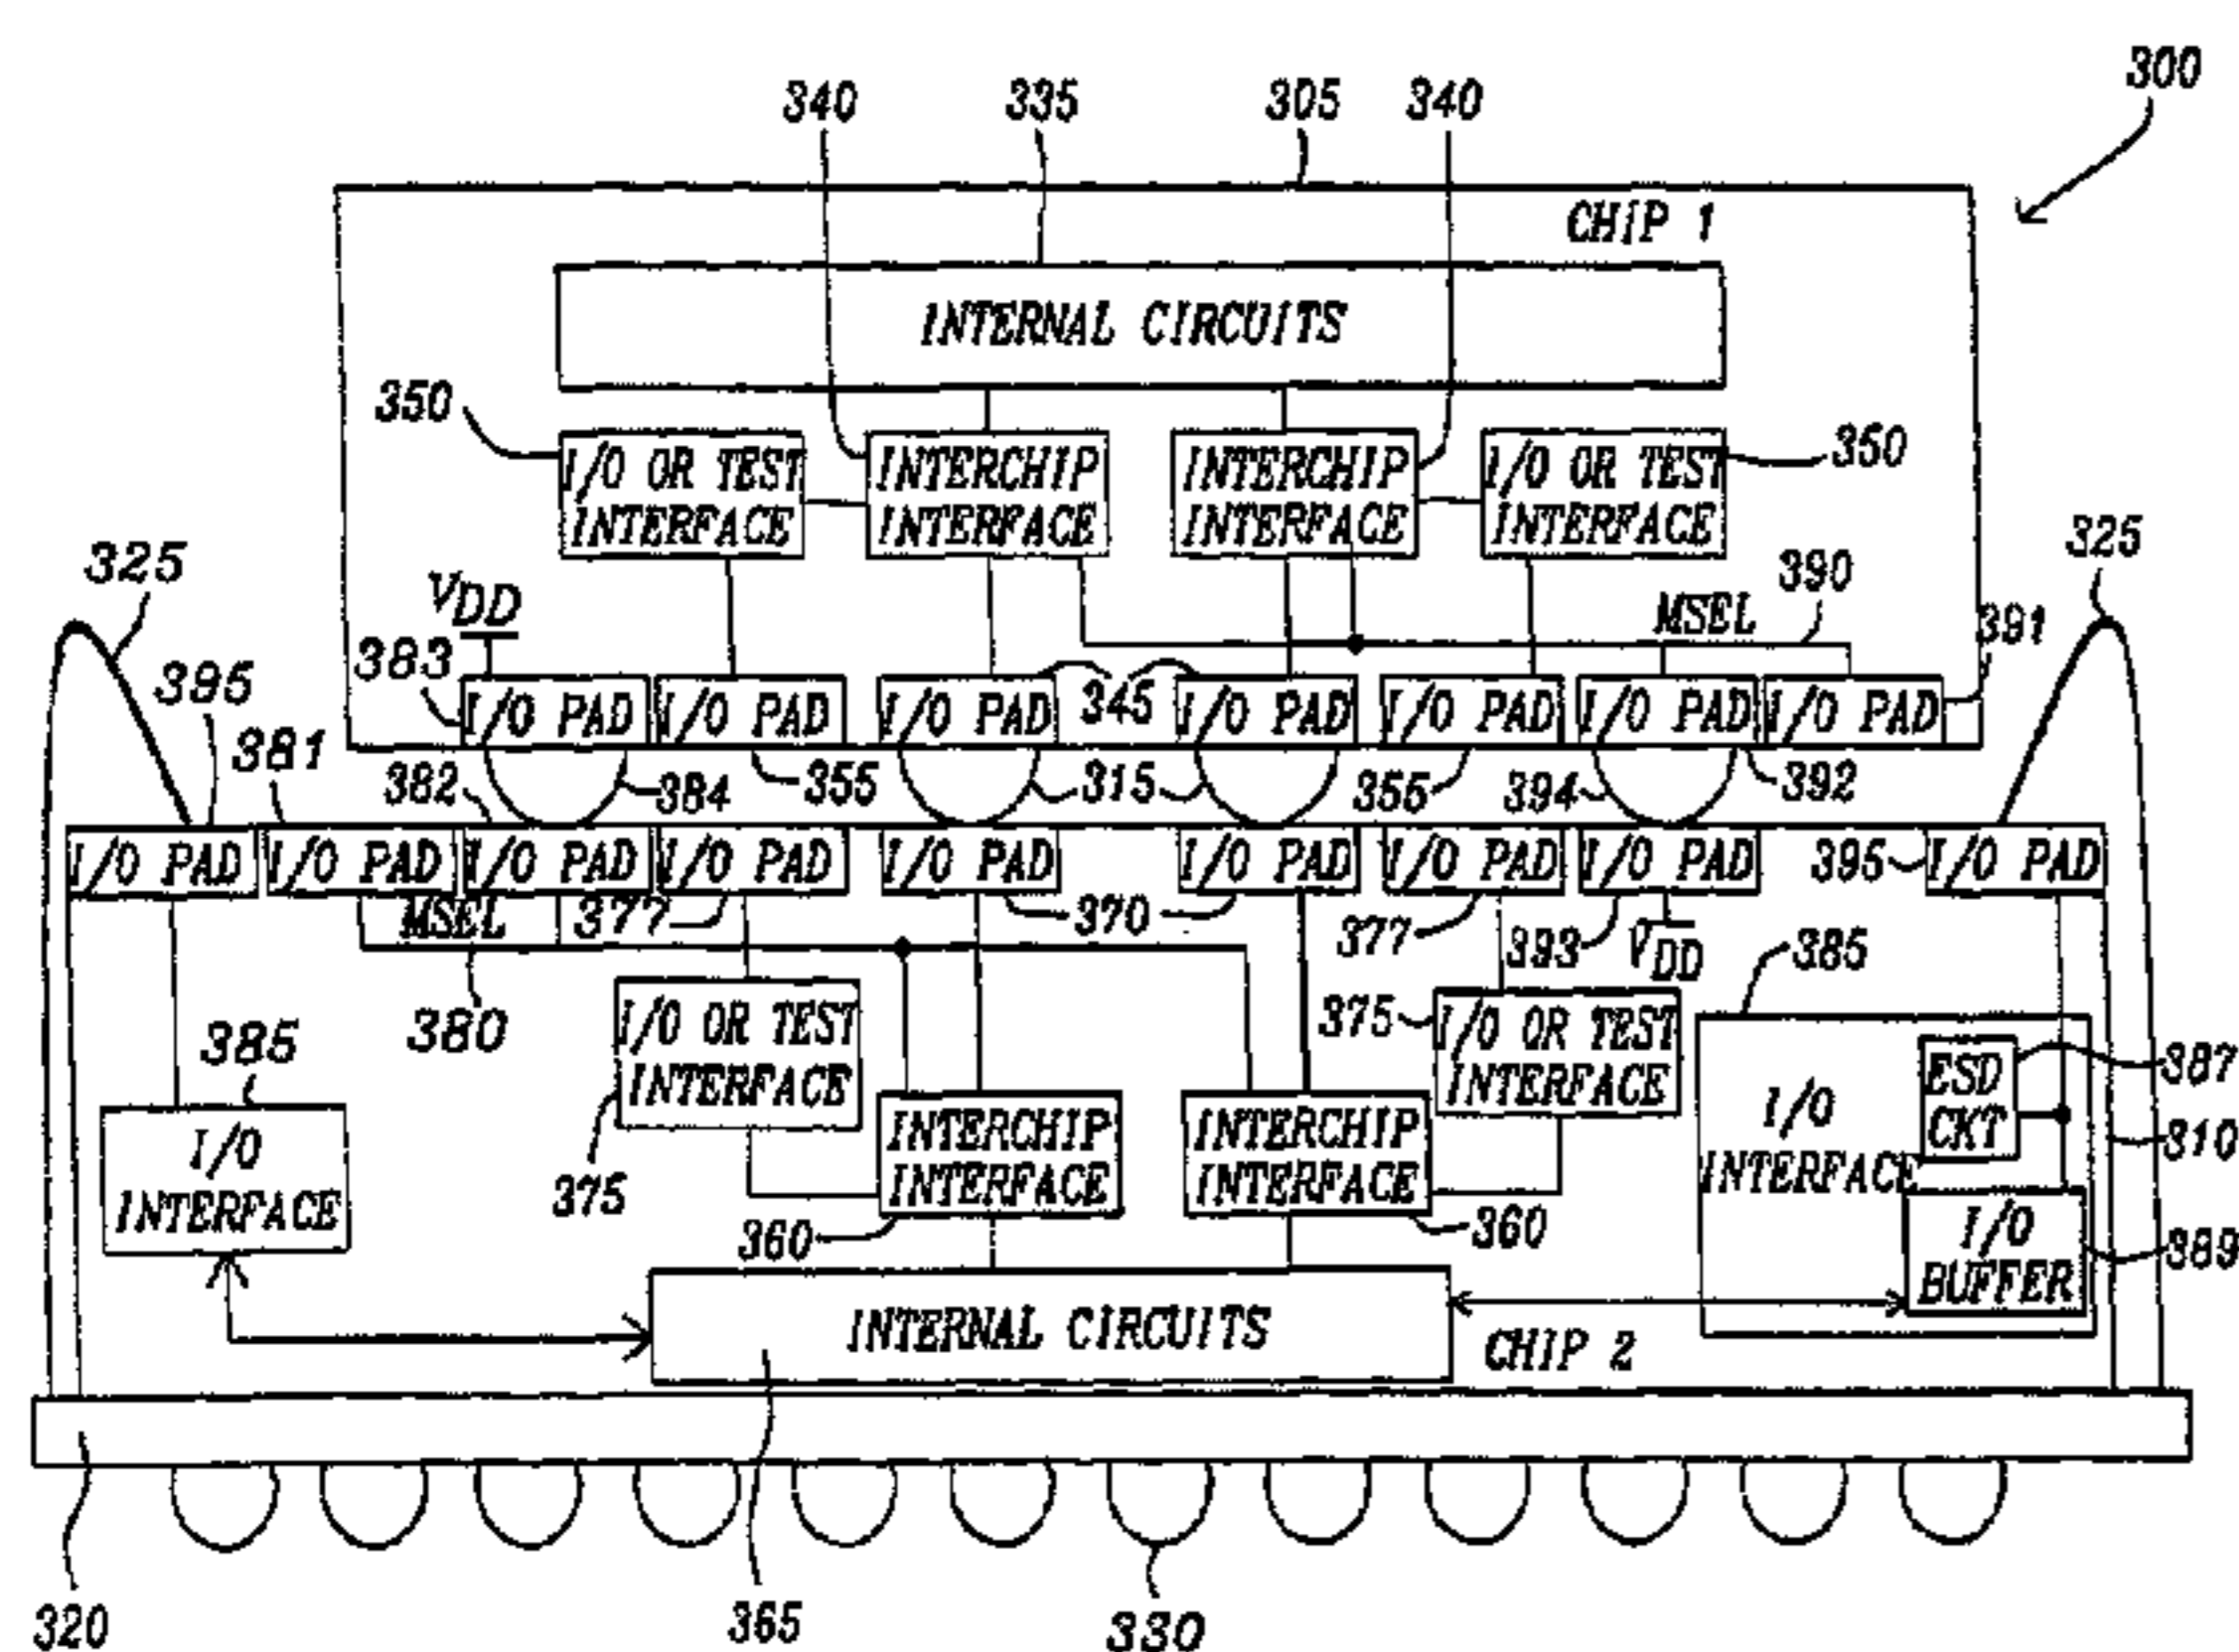 340 335 305 340 300
CHIP 1
INTERNAL CIRCUITS
350 350
I/O OR TEST INTERFACE
INTERCHIP INTERFACE
INTERCHIP INTERFACE
I/O OR TEST INTERFACE
325 325
VDD 390
MSEL 391
383
395 345
I/O PAD I/O PAD I/O PAD I/O PAD I/O PAD I/O PAD I/O PAD
381 382 384 355 315 355 394 392
I/O PAD I/O PAD I/O PAD I/O PAD I/O PAD I/O PAD I/O PAD I/O PAD 395 I/O PAD
MSEL 377 370 377 393 VDD 385
380
385 375
I/O OR TEST INTERFACE
I/O OR TEST INTERFACE
ESD CKT 387
I/O INTERFACE
310
I/O INTERFACE
375
INTERCHIP INTERFACE
INTERCHIP INTERFACE
360 360
I/O BUFFER 389
INTERNAL CIRCUITS
CHIP 2
320 365 330